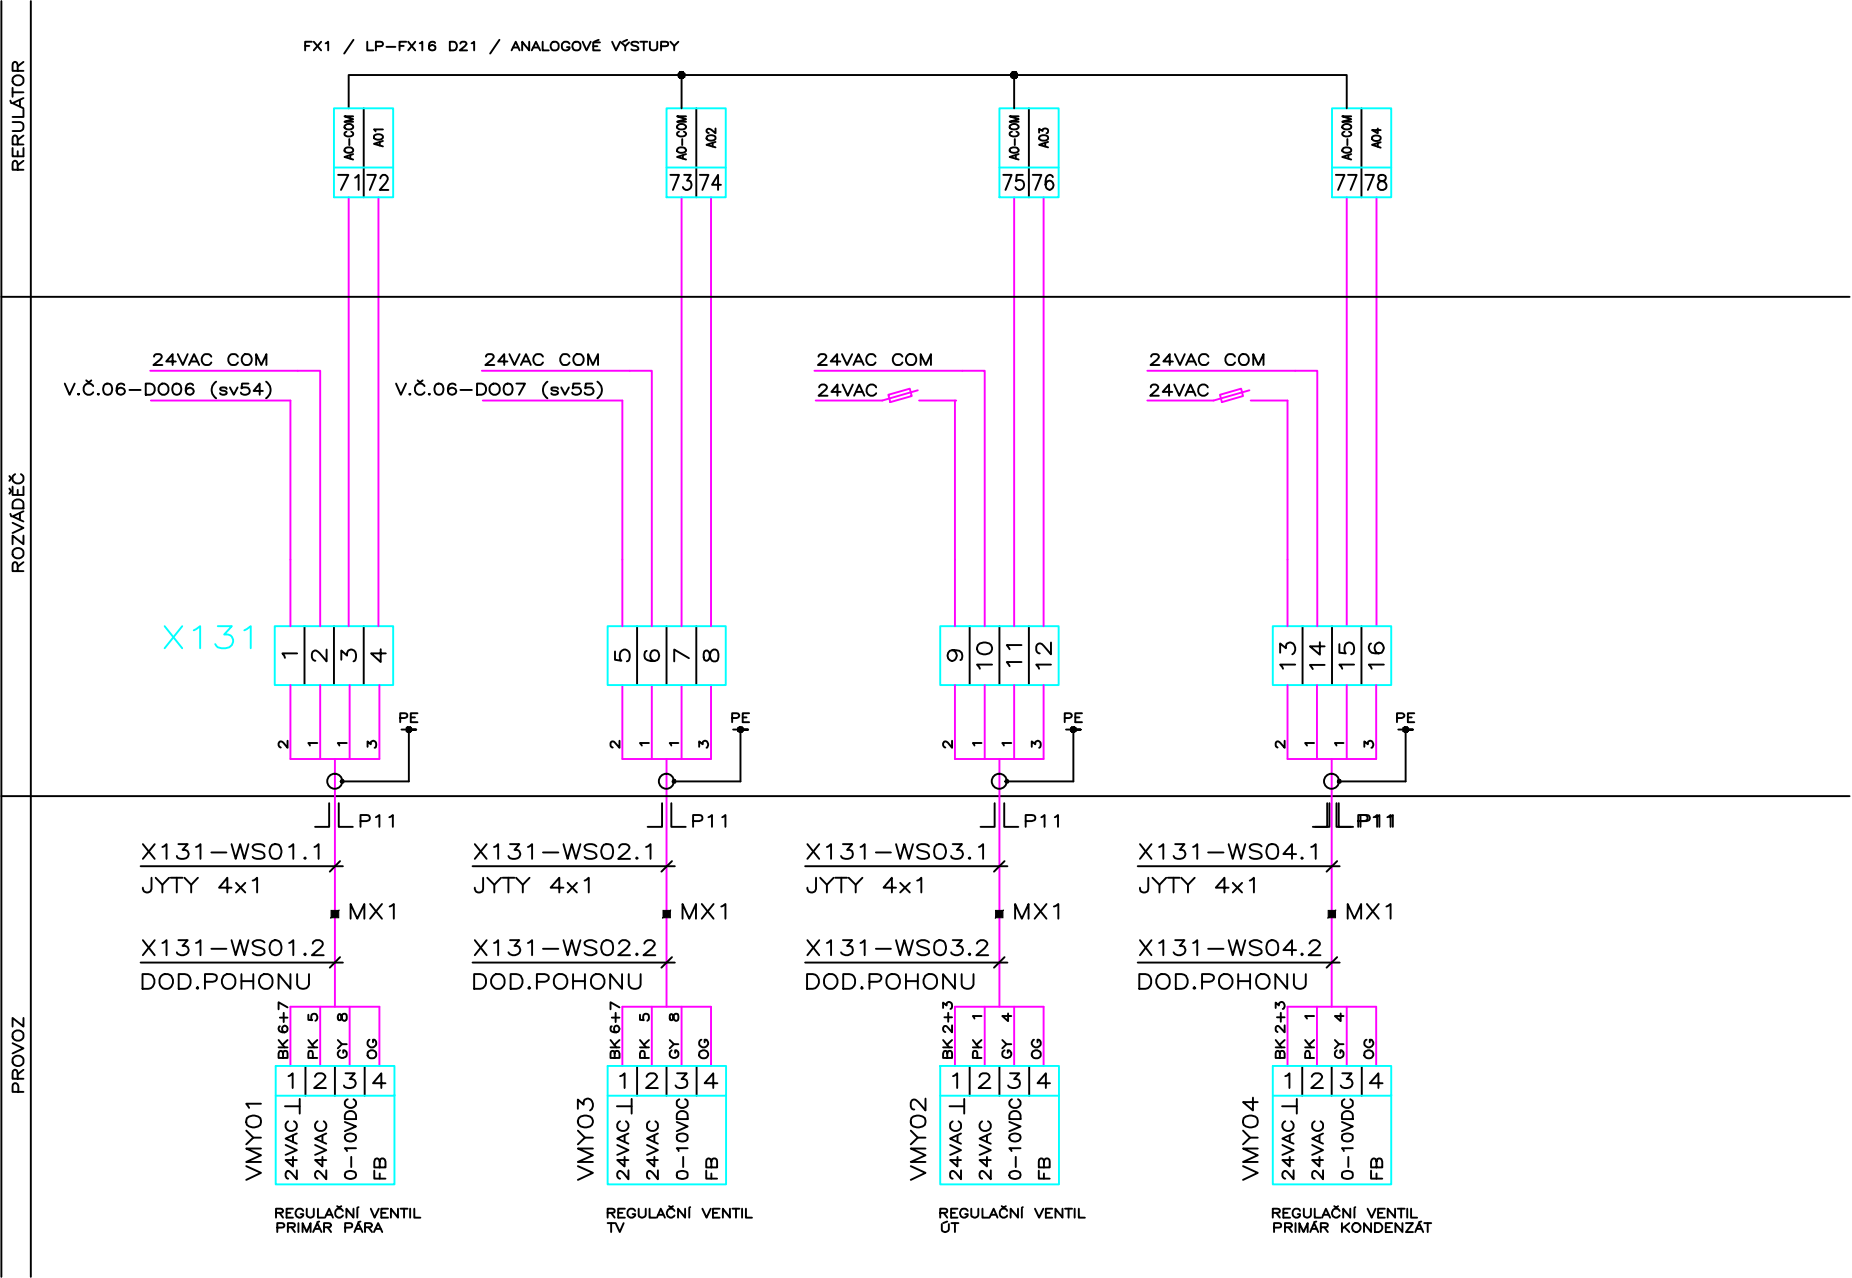 FX1 / LP-FX16 D21 / ANALOGOVÉ VÝSTUPY
RERULÁTOR
AO-COM AO1 AO-COM AO2 AO-COM AO3 AO-COM AO4
71 72 73 74 75 76 77 78
ROZVÁDĚČ
24VAC COM 24VAC COM 24VAC COM 24VAC COM
V.Č.06-DO06 (sv54) V.Č.06-DO07 (sv55) 24VAC 24VAC
X131 1 2 3 4 5 6 7 8 9 10 11 12 13 14 15 16
PE PE PE PE
2 1 1 3 2 1 1 3 2 1 1 3 2 1 1 3
PROVOZ
P11 P11 P11 P11
X131-WS01.1 X131-WS02.1 X131-WS03.1 X131-WS04.1
JYTY 4x1 JYTY 4x1 JYTY 4x1 JYTY 4x1
MX1 MX1 MX1 MX1
X131-WS01.2 X131-WS02.2 X131-WS03.2 X131-WS04.2
DOD.POHONU DOD.POHONU DOD.POHONU DOD.POHONU
BK 6+7 PK 5 GY 8 OG BK 6+7 PK 5 GY 8 OG BK 2+3 PK 1 GY 4 OG BK 2+3 PK 1 GY 4 OG
1 2 3 4 1 2 3 4 1 2 3 4 1 2 3 4
VMY01 24VAC ⊥ 24VAC 0-10VDC FB VMY03 24VAC ⊥ 24VAC 0-10VDC FB VMY02 24VAC ⊥ 24VAC 0-10VDC FB VMY04 24VAC ⊥ 24VAC 0-10VDC FB
REGULAČNÍ VENTIL REGULAČNÍ VENTIL REGULAČNÍ VENTIL REGULAČNÍ VENTIL
PRIMÁR PÁRA TV ÚT PRIMÁR KONDENZÁT